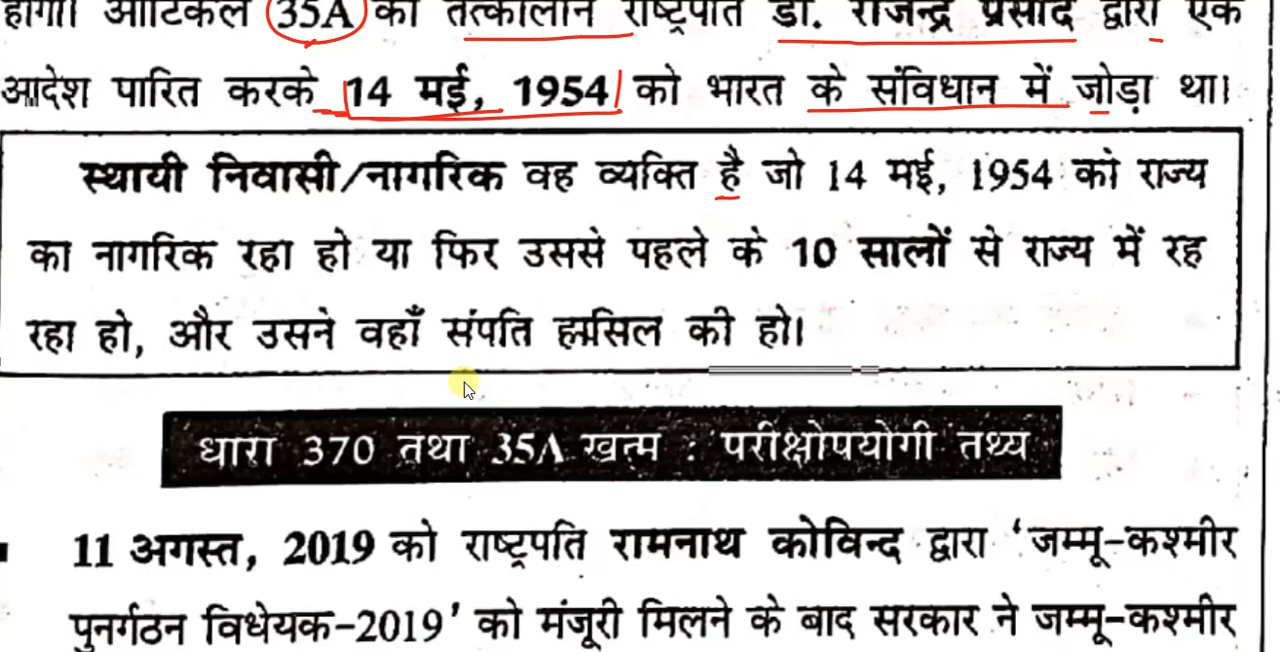 होगा। आर्टिकल 35A को तत्कालीन राष्ट्रपति डॉ. राजेन्द्र प्रसाद द्वारा एक
आदेश पारित करके 14 मई, 1954 को भारत के संविधान में जोड़ा था।
स्थायी निवासी/नागरिक वह व्यक्ति है जो 14 मई, 1954 को राज्य
का नागरिक रहा हो या फिर उससे पहले के 10 सालों से राज्य में रह
रहा हो, और उसने वहाँ संपति हासिल की हो।
धारा 370 तथा 35A खत्म : परीक्षोपयोगी तथ्य
11 अगस्त, 2019 को राष्ट्रपति रामनाथ कोविन्द द्वारा 'जम्मू-कश्मीर
पुनर्गठन विधेयक-2019' को मंजूरी मिलने के बाद सरकार ने जम्मू-कश्मीर